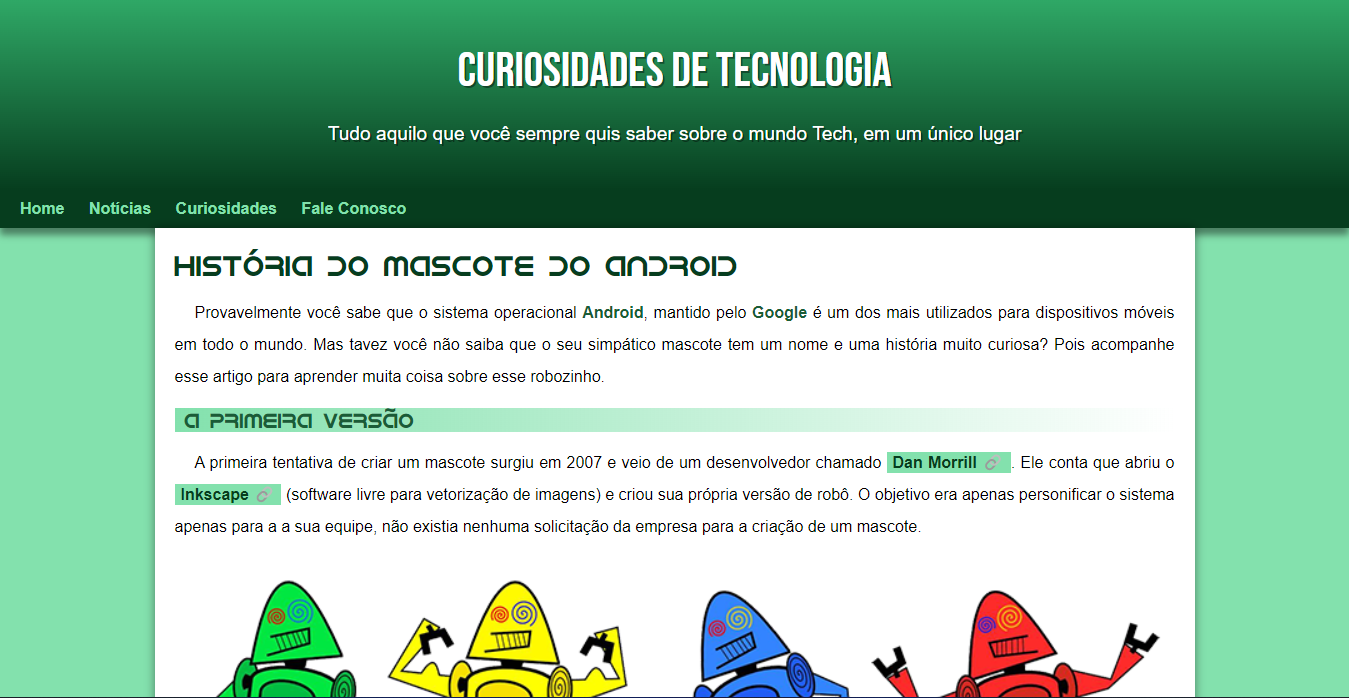 CURIOSIDADES DE TECNOLOGIA
Tudo aquilo que você sempre quis saber sobre o mundo Tech, em um único lugar
Home Notícias Curiosidades Fale Conosco
HISTÓRIA DO MASCOTE DO ANDROID
Provavelmente você sabe que o sistema operacional Android, mantido pelo Google é um dos mais utilizados para dispositivos móveis
em todo o mundo. Mas tavez você não saiba que o seu simpático mascote tem um nome e uma história muito curiosa? Pois acompanhe
esse artigo para aprender muita coisa sobre esse robozinho.
A PRIMEIRA VERSÃO
A primeira tentativa de criar um mascote surgiu em 2007 e veio de um desenvolvedor chamado Dan Morrill . Ele conta que abriu o
Inkscape (software livre para vetorização de imagens) e criou sua própria versão de robô. O objetivo era apenas personificar o sistema
apenas para a a sua equipe, não existia nenhuma solicitação da empresa para a criação de um mascote.